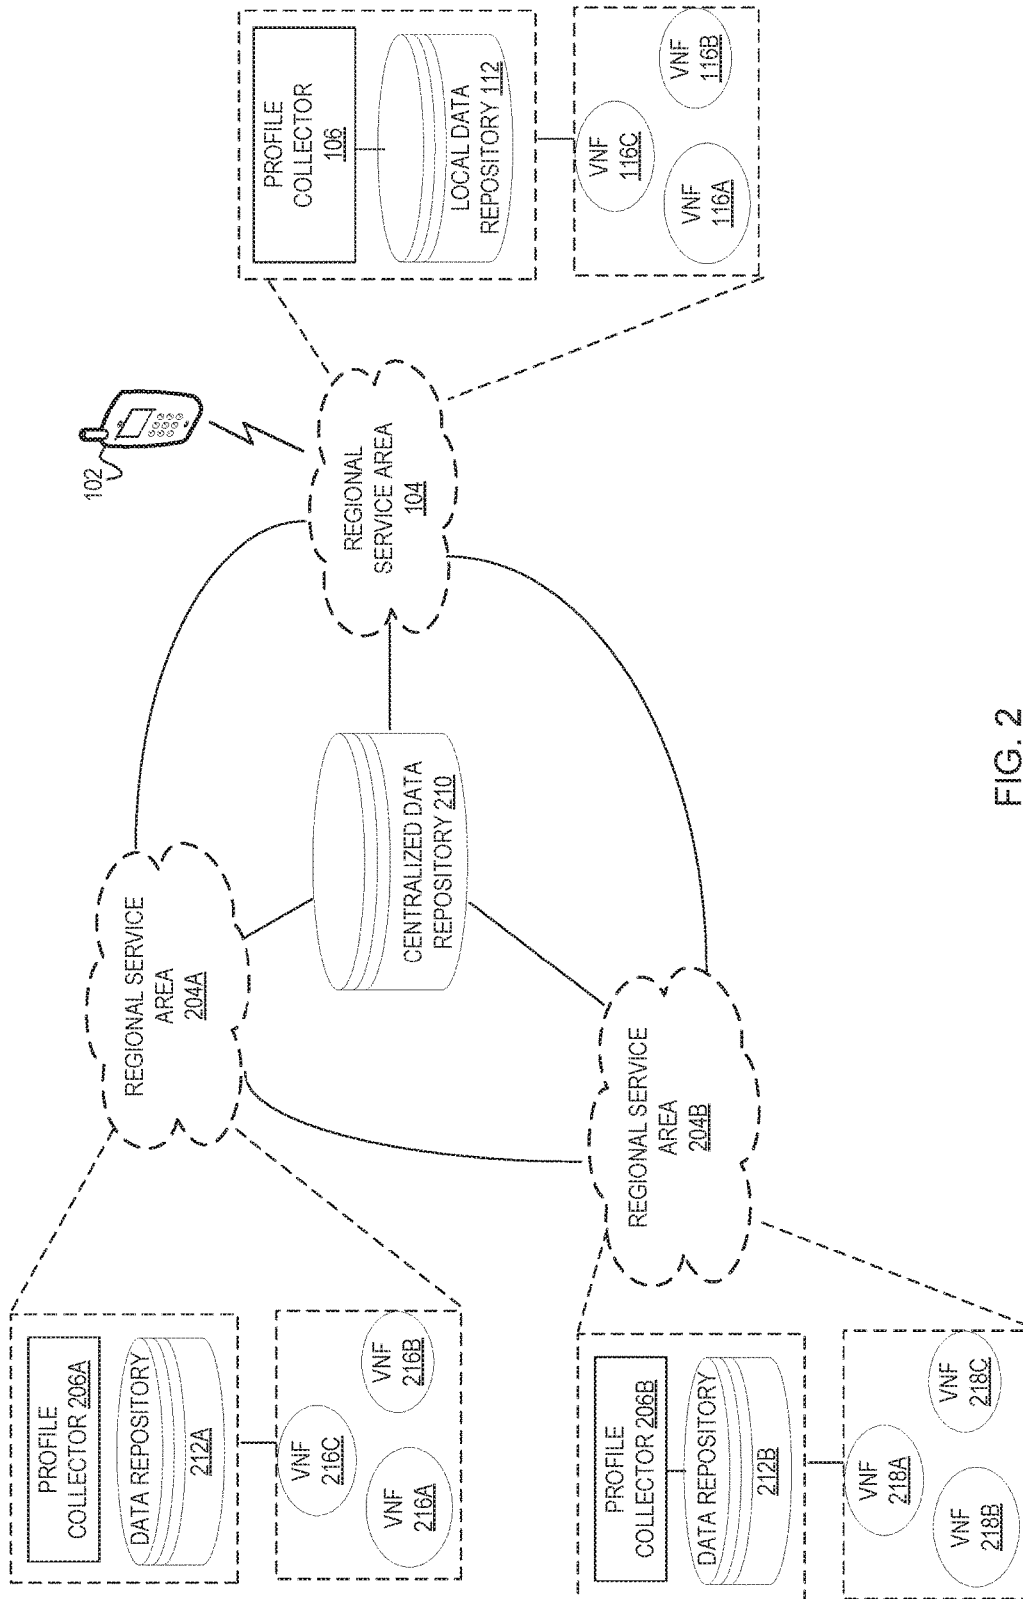 PROFILE
COLLECTOR 206A
DATA REPOSITORY
212A
VNF
216C
VNF
216A
VNF
216B
REGIONAL SERVICE
AREA
204A
102
REGIONAL
SERVICE AREA
104
PROFILE
COLLECTOR
106
LOCAL DATA
REPOSITORY 112
VNF
116C
VNF
116A
VNF
116B
CENTRALIZED DATA
REPOSITORY 210
PROFILE
COLLECTOR 206B
DATA REPOSITORY
212B
VNF
218A
VNF
218B
VNF
218C
REGIONAL SERVICE
AREA
204B
FIG. 2